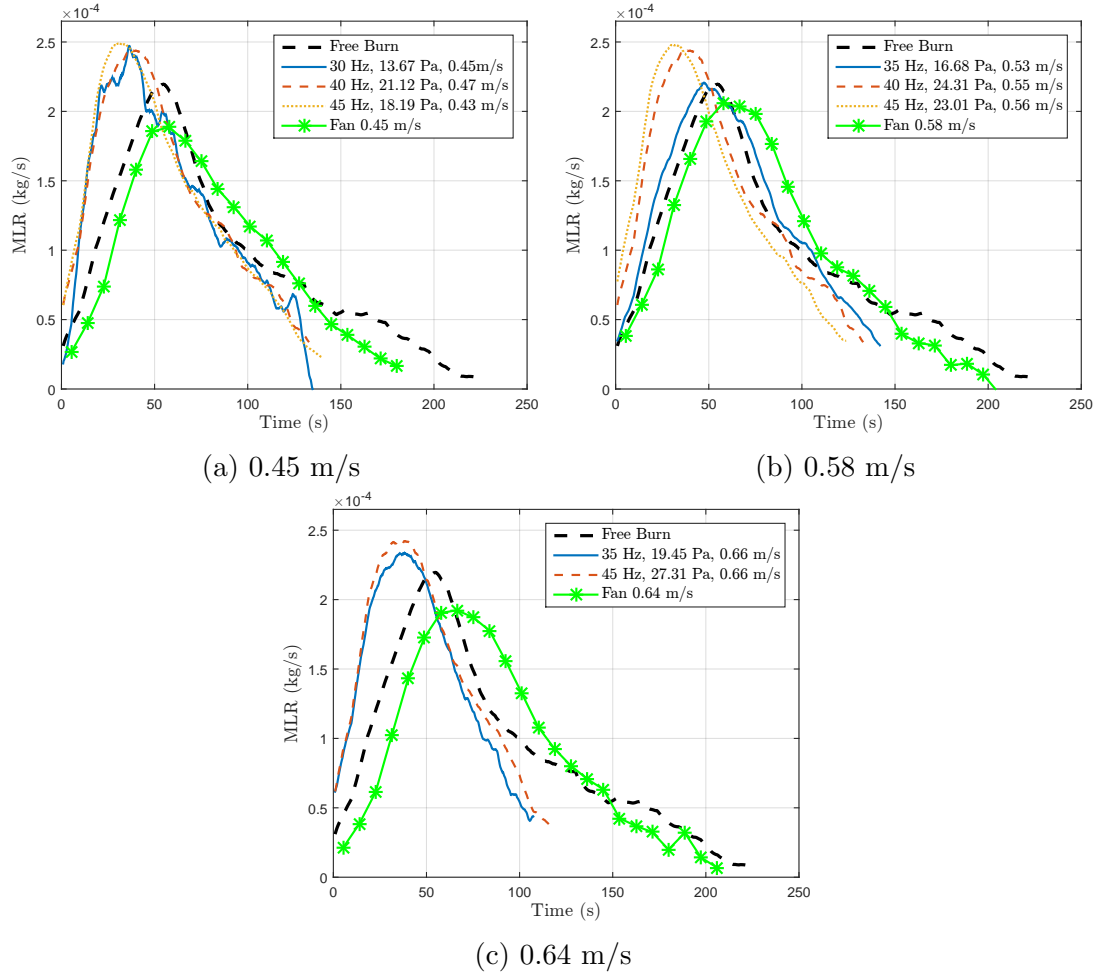 ×10⁻⁴
2.5
2
1.5
1
0.5
0
MLR (kg/s)
Free Burn
30 Hz, 13.67 Pa, 0.45m/s
40 Hz, 21.12 Pa, 0.47 m/s
45 Hz, 18.19 Pa, 0.43 m/s
Fan 0.45 m/s
0 50 100 150 200 250
Time (s)
(a) 0.45 m/s
×10⁻⁴
2.5
2
1.5
1
0.5
0
MLR (kg/s)
Free Burn
35 Hz, 16.68 Pa, 0.53 m/s
40 Hz, 24.31 Pa, 0.55 m/s
45 Hz, 23.01 Pa, 0.56 m/s
Fan 0.58 m/s
0 50 100 150 200 250
Time (s)
(b) 0.58 m/s
×10⁻⁴
2.5
2
1.5
1
0.5
0
MLR (kg/s)
Free Burn
35 Hz, 19.45 Pa, 0.66 m/s
45 Hz, 27.31 Pa, 0.66 m/s
Fan 0.64 m/s
0 50 100 150 200 250
Time (s)
(c) 0.64 m/s